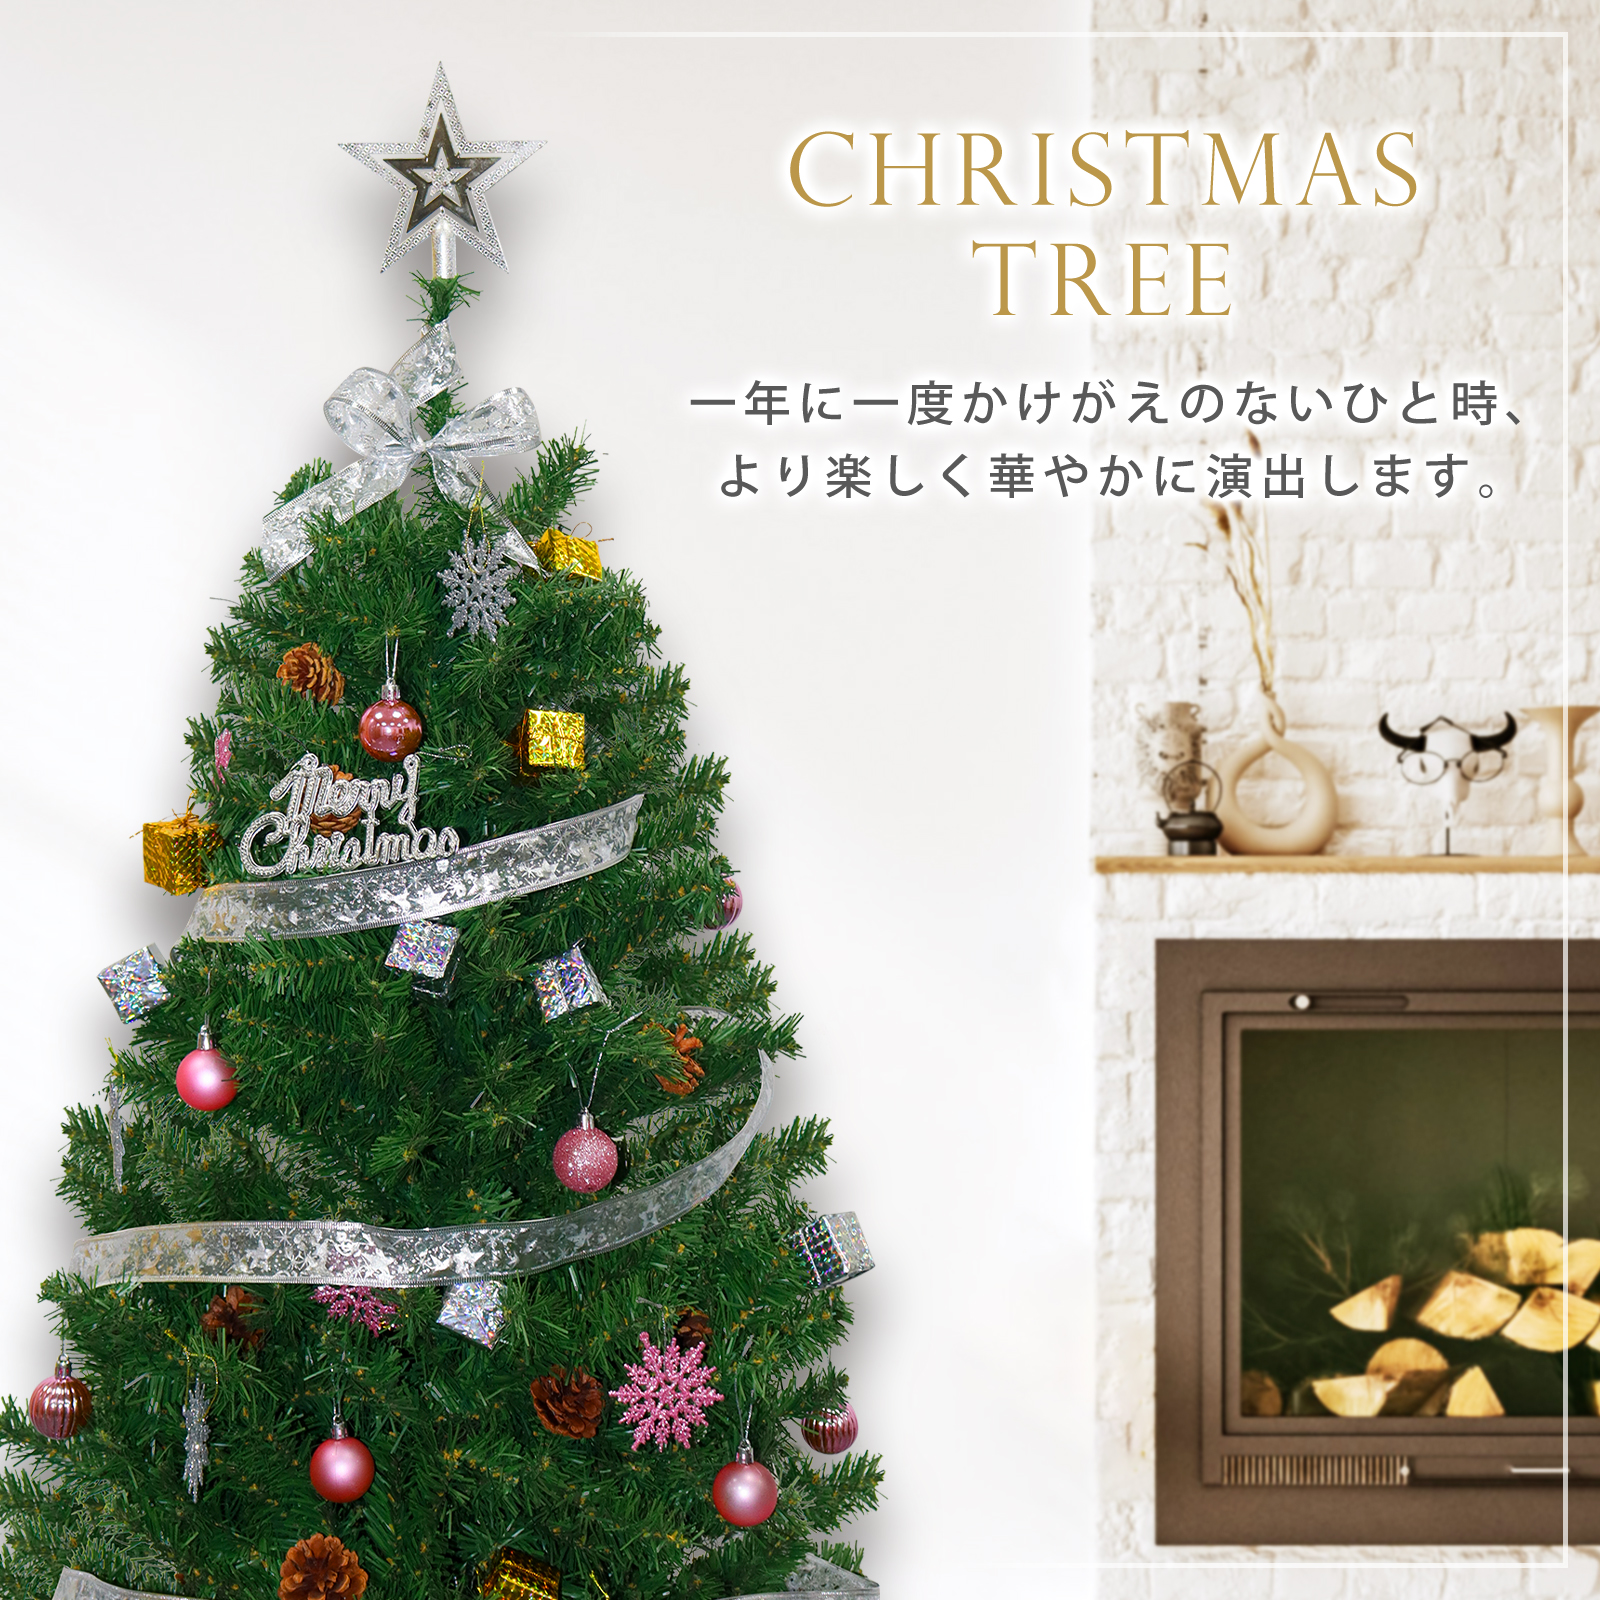 CHRISTMAS
TREE
一年に一度かけがえのないひと時、
より楽しく華やかに演出します。
Merry
Christmas